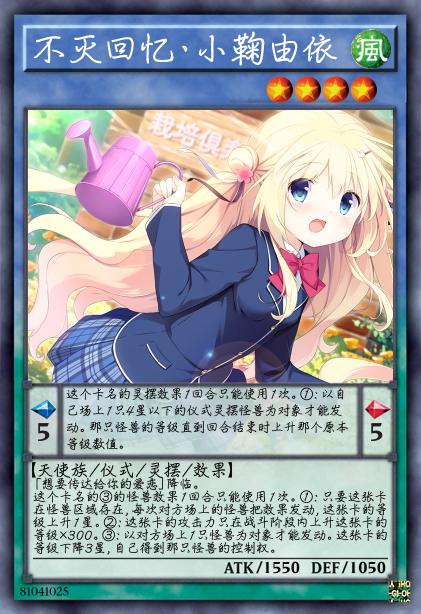 不灭回忆·小鞠由依
風
栽培倶楽
这个卡名的灵摆效果1回合只能使用1次。①：以自
己场上1只4星以下的仪式灵摆怪兽为对象才能发
动。那只怪兽的等级直到回合结束时上升那个原本
等级数值。
5
5
【天使族/仪式/灵摆/效果】
「想要传达给你的爱恋」降临。
这个卡名的③的怪兽效果1回合只能使用1次。①：只要这张卡
在怪兽区域存在，每次对方场上的怪兽把效果发动，这张卡的等
级上升1星。②：这张卡的攻击力只在战斗阶段内上升这张卡的
等级×300。③：以对方场上1只怪兽为对象才能发动。这张卡的
等级下降3星，自己得到那只怪兽的控制权。
ATK/1550 DEF/1050
81041025